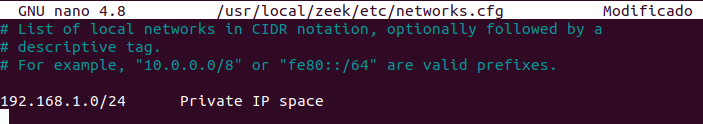 GNU nano 4.8 /usr/local/zeek/etc/networks.cfg Modificado
# List of local networks in CIDR notation, optionally followed by a
# descriptive tag.
# For example, "10.0.0.0/8" or "fe80::/64" are valid prefixes.
192.168.1.0/24 Private IP space